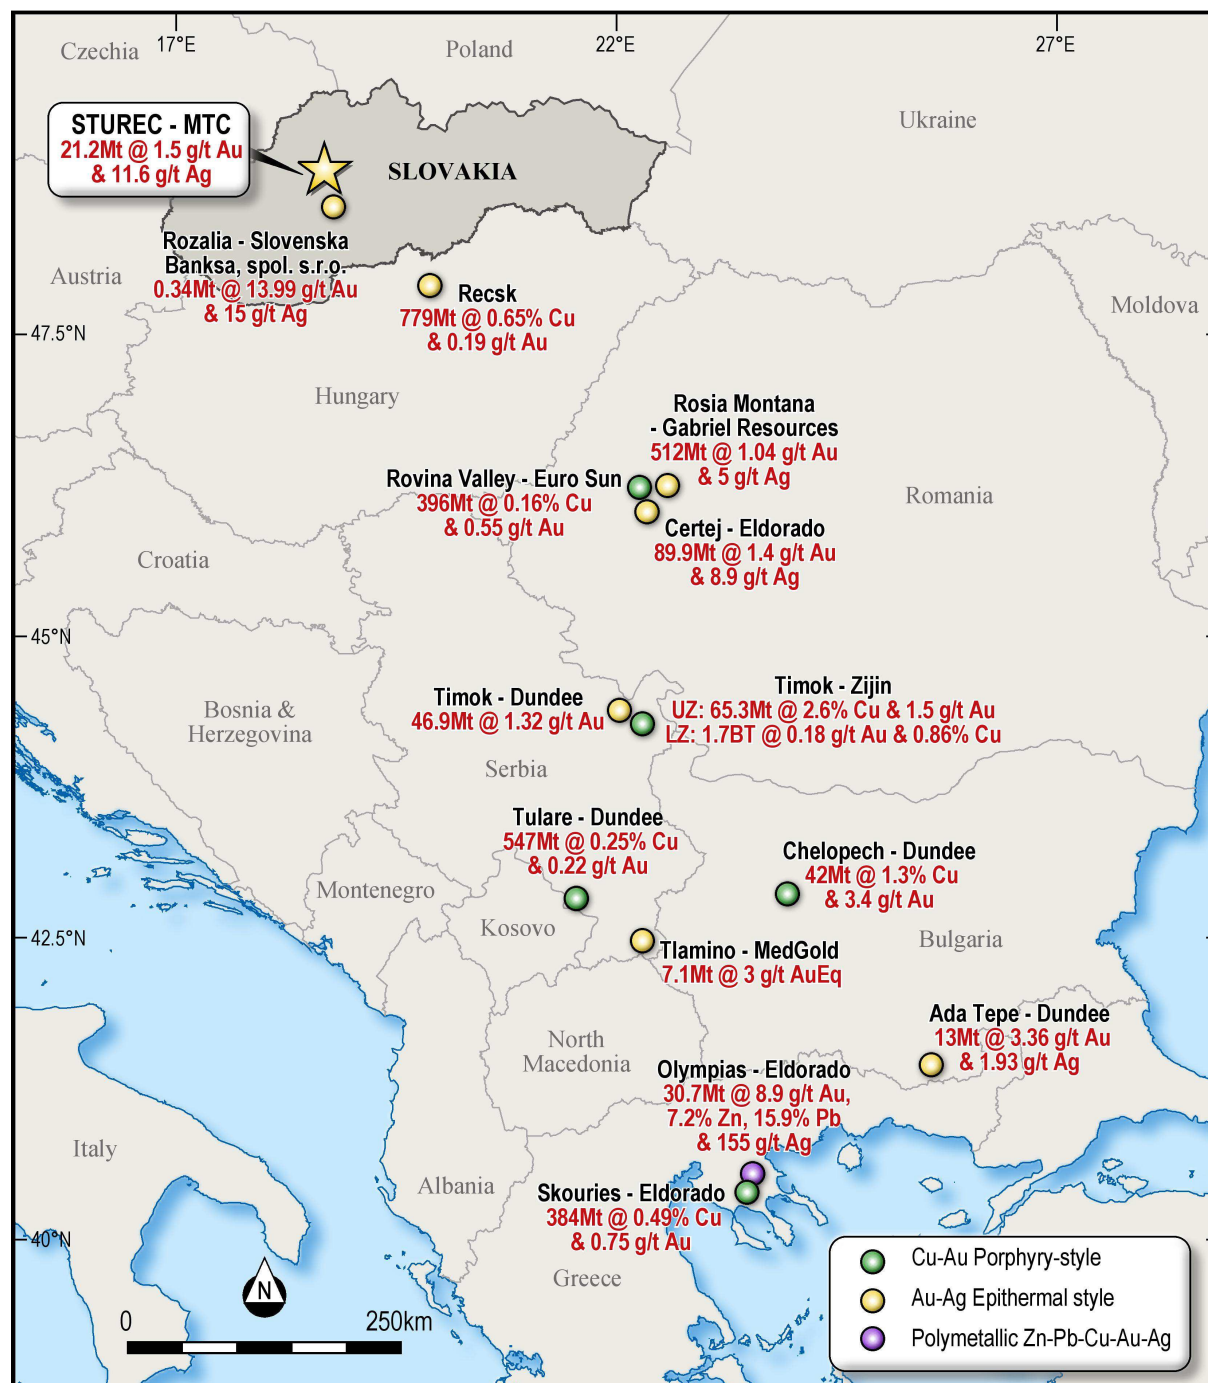 17°E
22°E
27°E
Czechia
Poland
Ukraine
STUREC - MTC
21.2Mt @ 1.5 g/t Au
& 11.6 g/t Ag
SLOVAKIA
Rozalia - Slovenska
Banksa, spol. s.r.o.
0.34Mt @ 13.99 g/t Au
& 15 g/t Ag
Austria
Recsk
779Mt @ 0.65% Cu
& 0.19 g/t Au
Moldova
47.5°N
Hungary
Rosia Montana
- Gabriel Resources
512Mt @ 1.04 g/t Au
& 5 g/t Ag
Rovina Valley - Euro Sun
396Mt @ 0.16% Cu
& 0.55 g/t Au
Romania
Certej - Eldorado
89.9Mt @ 1.4 g/t Au
& 8.9 g/t Ag
Croatia
45°N
Bosnia &
Herzegovina
Timok - Dundee
46.9Mt @ 1.32 g/t Au
Timok - Zijin
UZ: 65.3Mt @ 2.6% Cu & 1.5 g/t Au
LZ: 1.7BT @ 0.18 g/t Au & 0.86% Cu
Serbia
Tulare - Dundee
547Mt @ 0.25% Cu
& 0.22 g/t Au
Chelopech - Dundee
42Mt @ 1.3% Cu
& 3.4 g/t Au
Montenegro
Kosovo
42.5°N
Bulgaria
Tlamino - MedGold
7.1Mt @ 3 g/t AuEq
Ada Tepe - Dundee
13Mt @ 3.36 g/t Au
& 1.93 g/t Ag
North
Macedonia
Olympias - Eldorado
30.7Mt @ 8.9 g/t Au,
7.2% Zn, 15.9% Pb
& 155 g/t Ag
Italy
Albania
Skouries - Eldorado
384Mt @ 0.49% Cu
& 0.75 g/t Au
40°N
Greece
N
0
250km
Cu-Au Porphyry-style
Au-Ag Epithermal style
Polymetallic Zn-Pb-Cu-Au-Ag